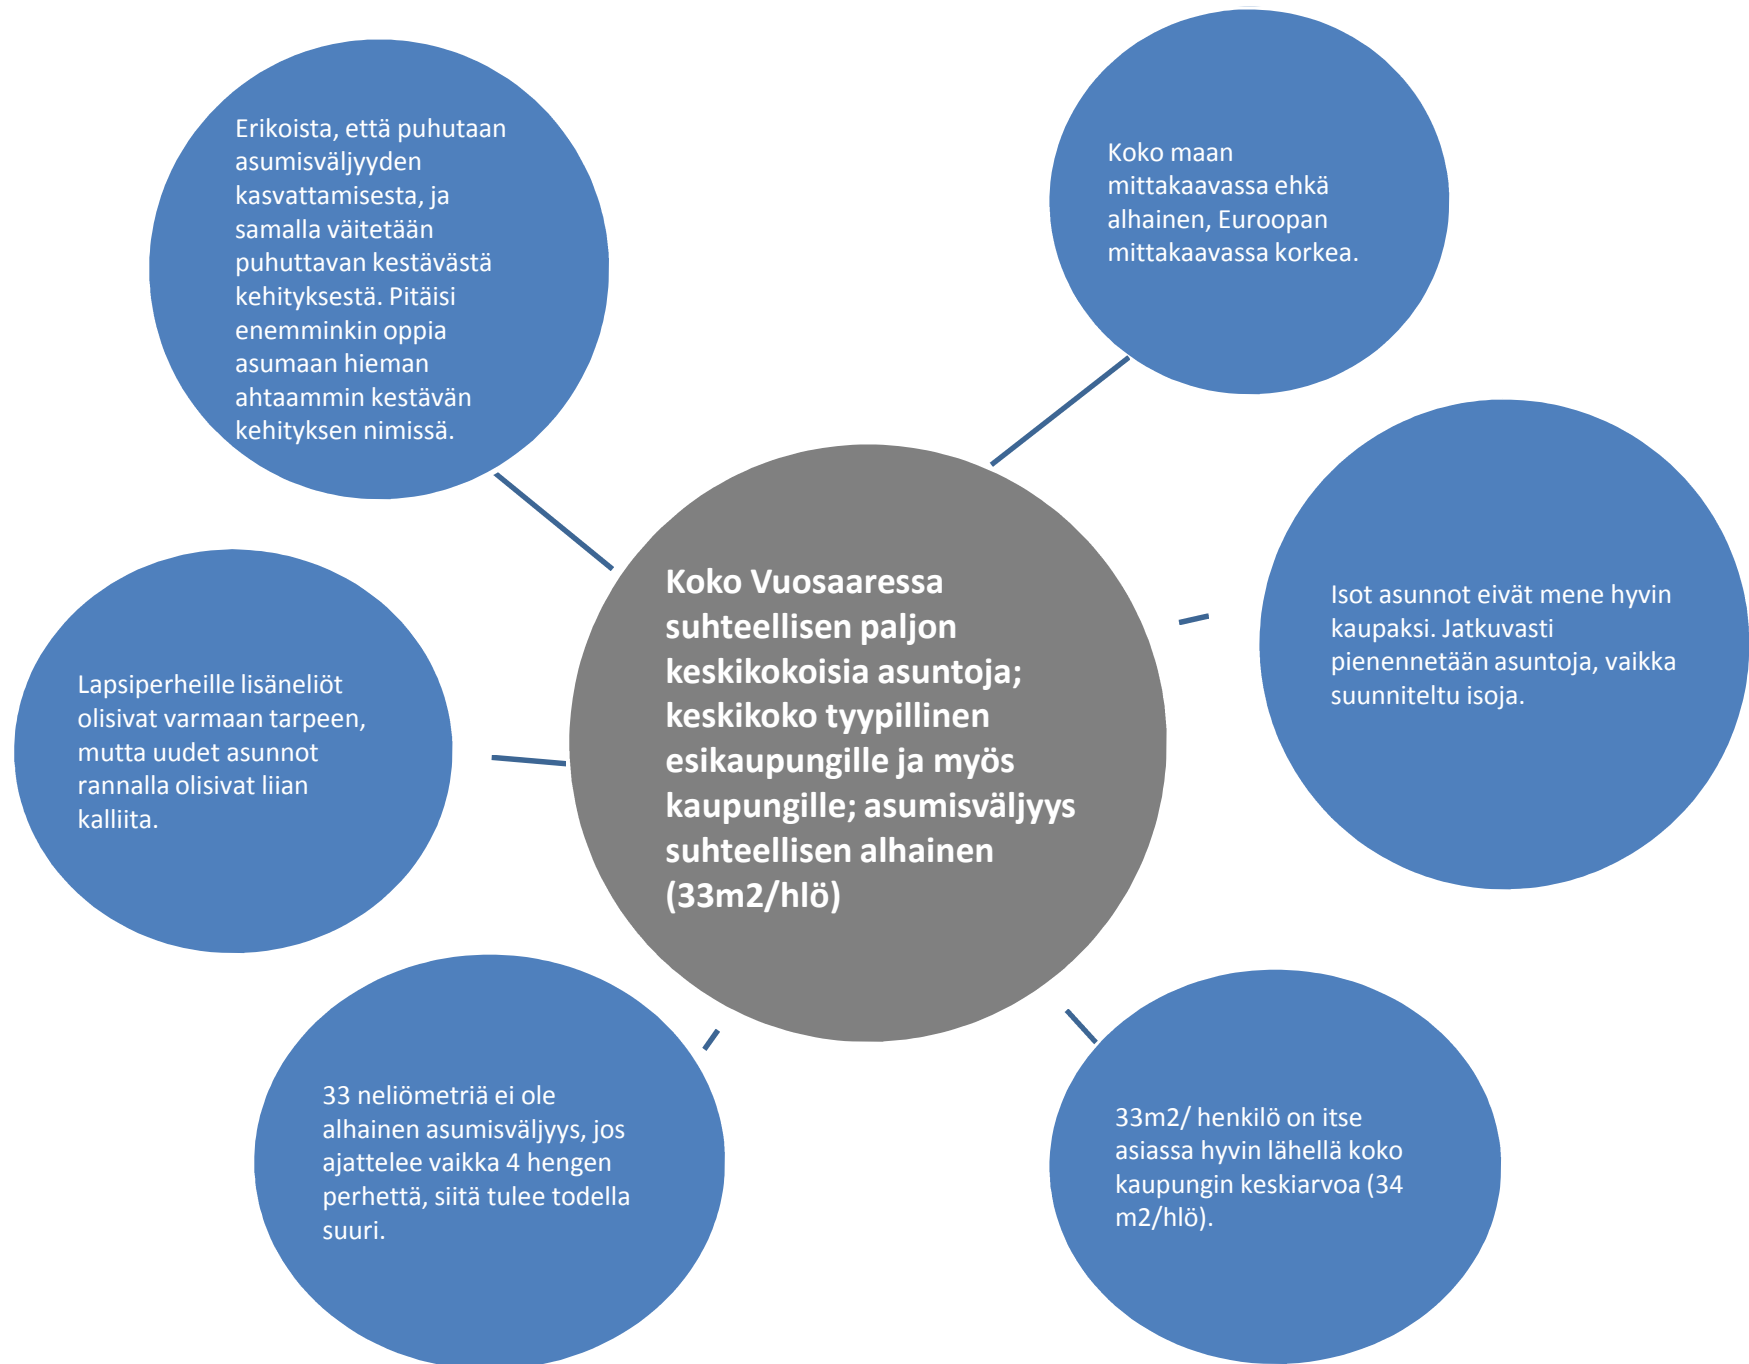 Erikoista, että puhutaan
asumisväljyyden
kasvattamisesta, ja
samalla väitetään
puhuttavan kestävästä
kehityksestä. Pitäisi
enemminkin oppia
asumaan hieman
ahtaammin kestävän
kehityksen nimissä.
Koko maan
mittakaavassa ehkä
alhainen, Euroopan
mittakaavassa korkea.
Koko Vuosaaressa
suhteellisen paljon
keskikokoisia asuntoja;
keskikoko tyypillinen
esikaupungille ja myös
kaupungille; asumisväljyys
suhteellisen alhainen
(33m2/hlö)
Isot asunnot eivät mene hyvin
kaupaksi. Jatkuvasti
pienennetään asuntoja, vaikka
suunniteltu isoja.
Lapsiperheille lisäneliöt
olisivat varmaan tarpeen,
mutta uudet asunnot
rannalla olisivat liian
kalliita.
33 neliömetriä ei ole
alhainen asumisväljyys, jos
ajattelee vaikka 4 hengen
perhettä, siitä tulee todella
suuri.
33m2/ henkilö on itse
asiassa hyvin lähellä koko
kaupungin keskiarvoa (34
m2/hlö).